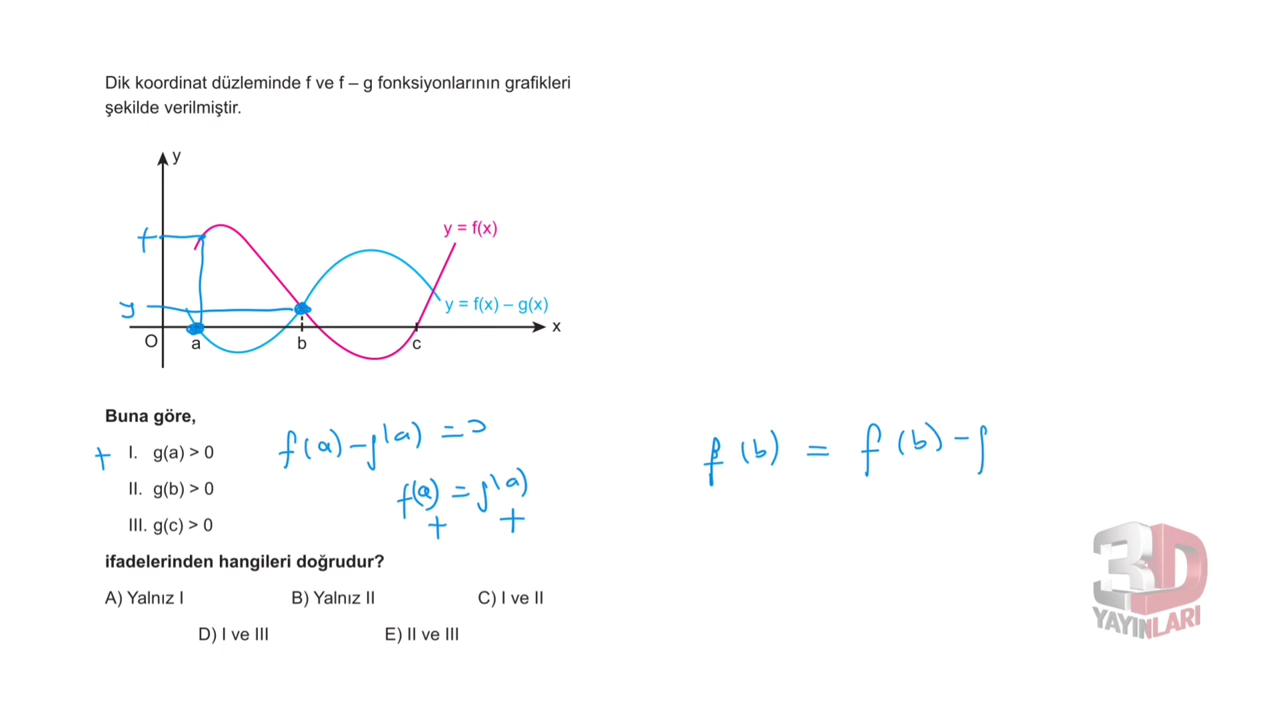 Dik koordinat düzleminde f ve f – g fonksiyonlarının grafikleri
şekilde verilmiştir.
y
y = f(x)
y = f(x) – g(x)
x
O a b c
Buna göre,
I. g(a) > 0
II. g(b) > 0
III. g(c) > 0
ifadelerinden hangileri doğrudur?
A) Yalnız I B) Yalnız II C) I ve II
D) I ve III E) II ve III
+
y
+
f(a) – g(a) = 0
f(a) = g(a)
+ +
f(b) = f(b) – g
3D
YAYINLARI